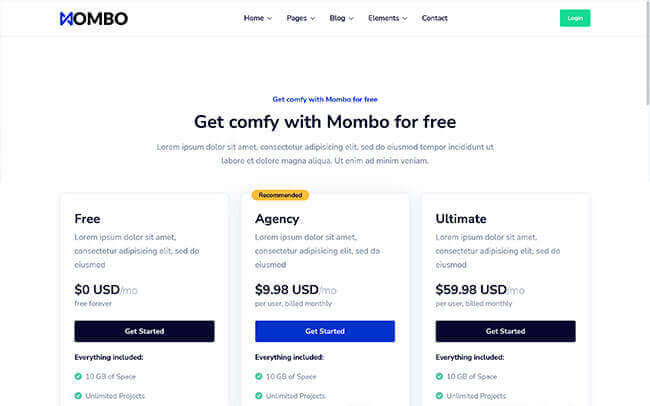 MOMBO
Home Pages Blog Elements Contact Login
Get comfy with Mombo for free
Get comfy with Mombo for free
Lorem ipsum dolor sit amet, consectetur adipisicing elit, sed do eiusmod tempor incididunt ut
labore et dolore magna aliqua. Ut enim ad minim veniam.
Free
Lorem ipsum dolor sit amet,
consectetur adipisicing elit, sed do
eiusmod
$0 USD/mo
free forever
Get Started
Everything included:
10 GB of Space
Unlimited Projects
Recommended
Agency
Lorem ipsum dolor sit amet,
consectetur adipisicing elit, sed do
eiusmod
$9.98 USD/mo
per user, billed monthly
Get Started
Everything included:
10 GB of Space
Unlimited Projects
Ultimate
Lorem ipsum dolor sit amet,
consectetur adipisicing elit, sed do
eiusmod
$59.98 USD/mo
per user, billed monthly
Get Started
Everything included:
10 GB of Space
Unlimited Projects